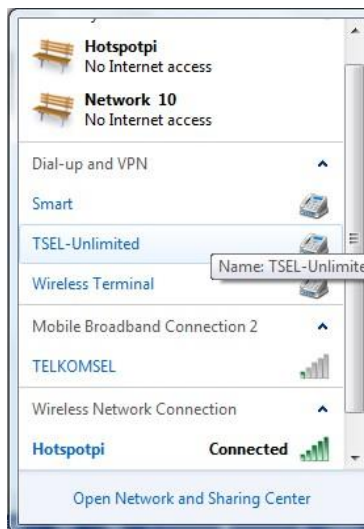 Hotspotpi
No Internet access
Network 10
No Internet access
Dial-up and VPN
Smart
TSEL-Unlimited
Name: TSEL-Unlimite
Wireless Terminal
Mobile Broadband Connection 2
TELKOMSEL
Wireless Network Connection
Hotspotpi Connected
Open Network and Sharing Center